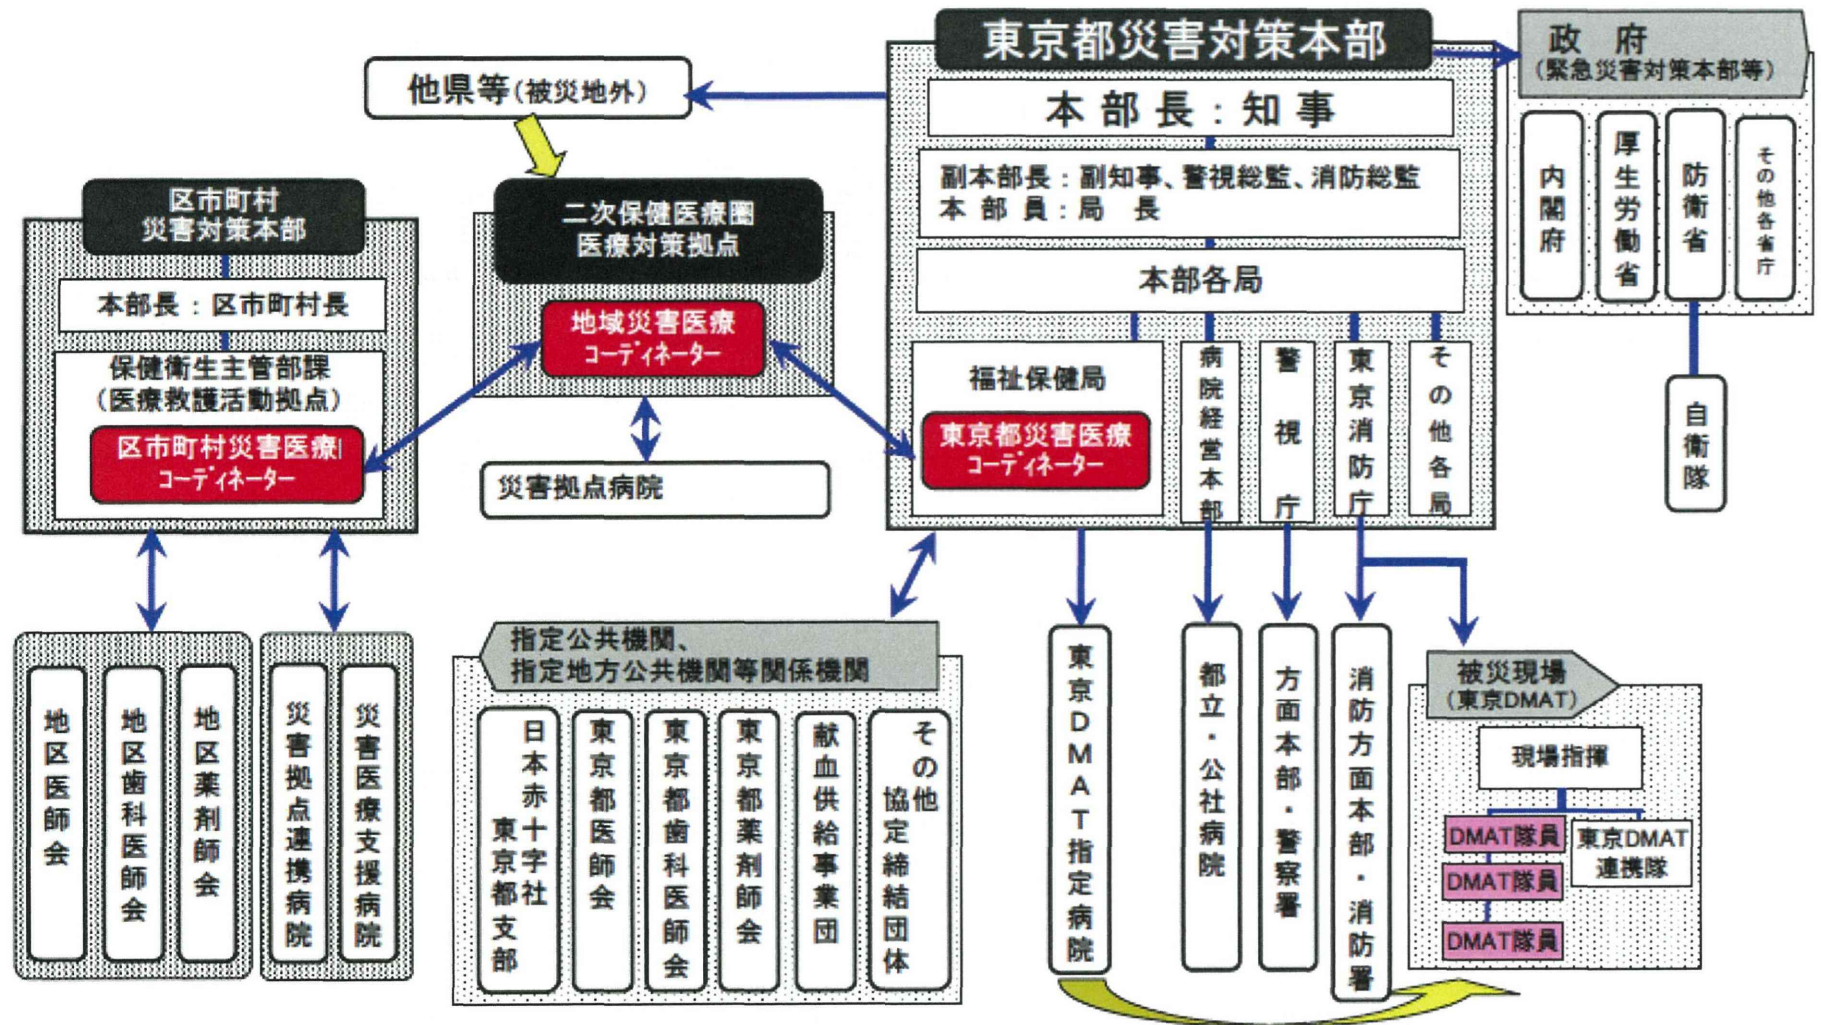 東京都災害対策本部
本部長：知事
副本部長：副知事、警視総監、消防総監
本部員：局　長
本部各局
福祉保健局
東京都災害医療
コーディネーター
病院経営本部
警視庁
東京消防庁
その他各局
政　府
（緊急災害対策本部等）
内閣府
厚生労働省
防衛省
その他各省庁
自衛隊
他県等（被災地外）
二次保健医療圏
医療対策拠点
地域災害医療
コーディネーター
災害拠点病院
区市町村
災害対策本部
本部長：区市町村長
保健衛生主管部課
（医療救護活動拠点）
区市町村災害医療
コーディネーター
地区医師会
地区歯科医師会
地区薬剤師会
災害拠点連携病院
災害医療支援病院
指定公共機関、
指定地方公共機関等関係機関
日本赤十字社
東京都支部
東京都医師会
東京都歯科医師会
東京都薬剤師会
献血供給事業団
その他
協定締結団体
東京DMAT指定病院
都立・公社病院
方面本部・警察署
消防方面本部・消防署
被災現場
（東京DMAT）
現場指揮
DMAT隊員
DMAT隊員
DMAT隊員
東京DMAT
連携隊